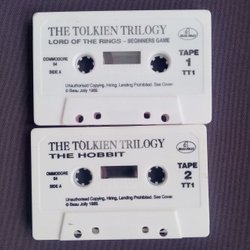 THE TOLKIEN TRILOGY
LORD OF THE RINGS - BEGINNERS GAME
COMMODORE
64
SIDE A
TAPE
1
TT1
Unauthorised Copying, Hiring, Lending Prohibited. See Cover.
© Beau Jolly 1989.
THE TOLKIEN TRILOGY
THE HOBBIT
COMMODORE
64
SIDE A
TAPE
2
TT1
Unauthorised Copying, Hiring, Lending Prohibited. See Cover.
© Beau Jolly 1989.